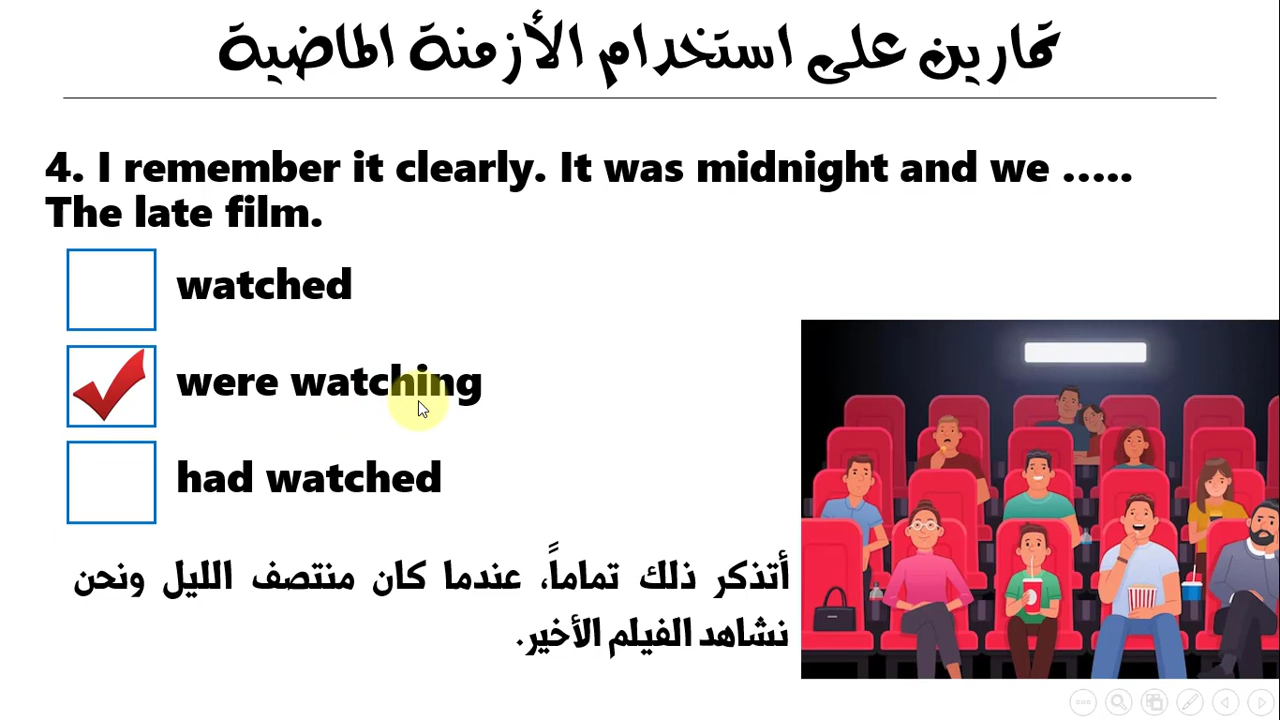 تمارين على استخدام الأزمنة الماضية
4. I remember it clearly. It was midnight and we .....
The late film.
watched
were watching
had watched
أتذكر ذلك تماماً، عندما كان منتصف الليل ونحن
نشاهد الفيلم الأخير.